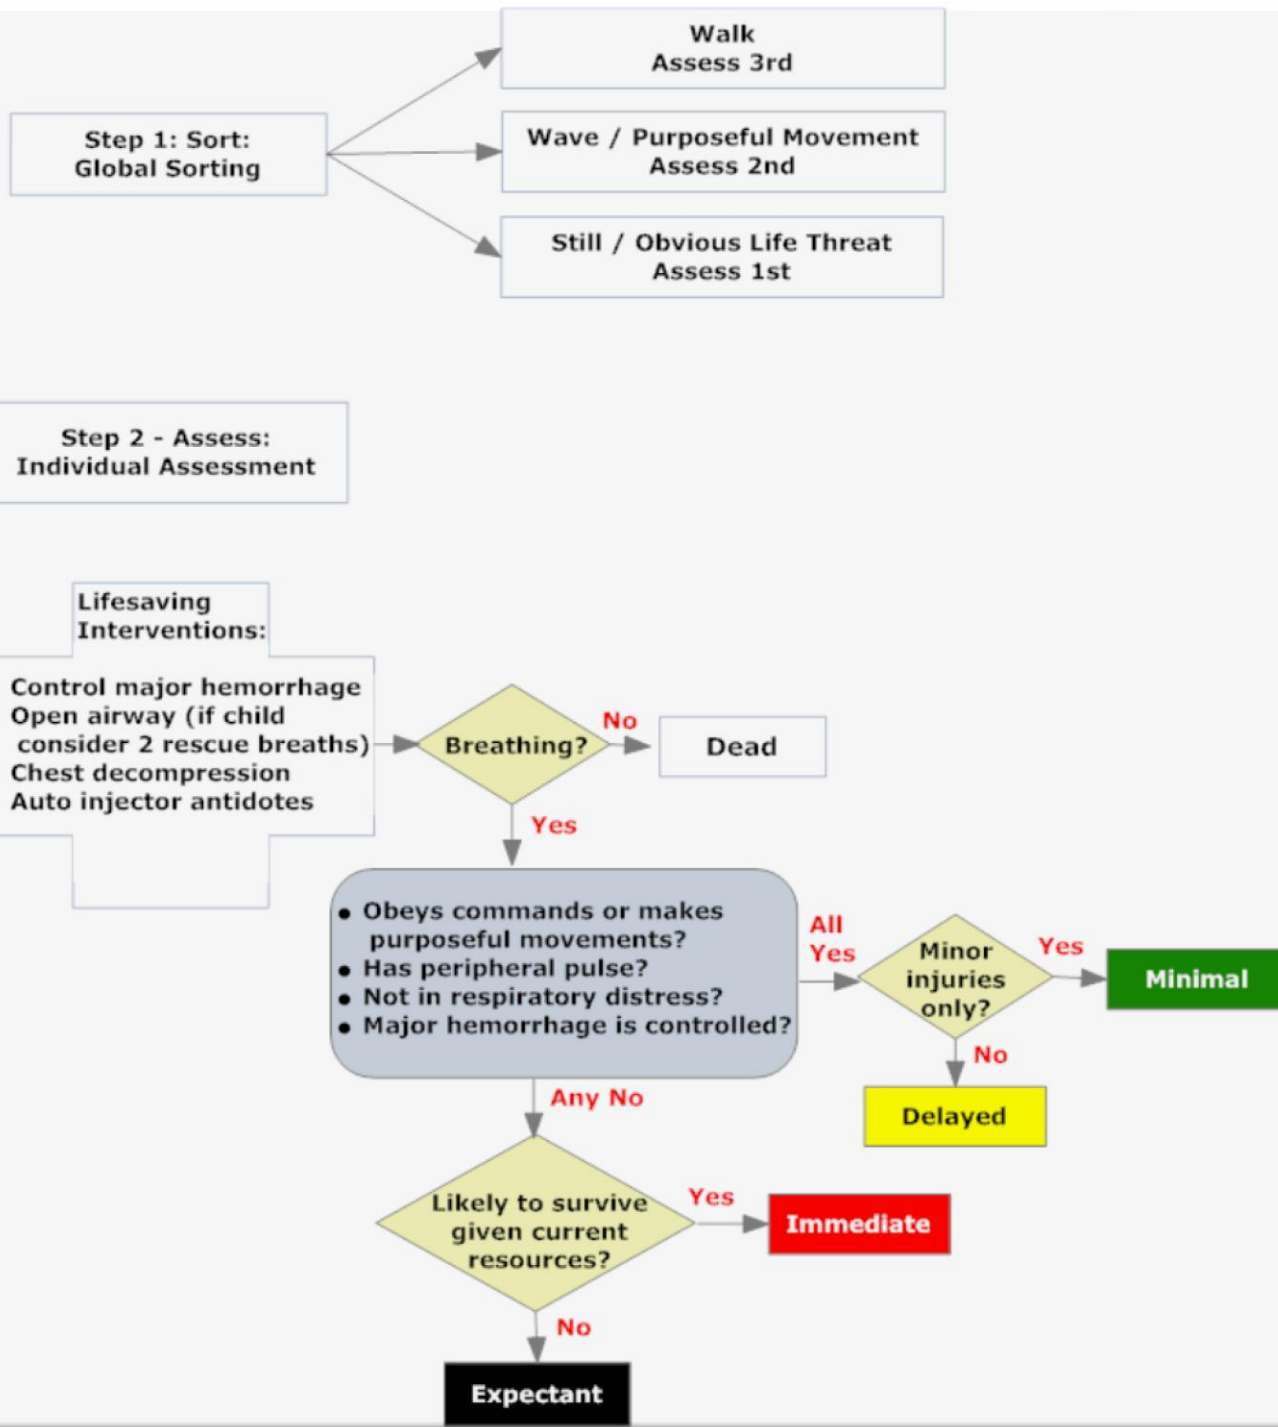 Walk
Assess 3rd
Step 1: Sort:
Global Sorting
Wave / Purposeful Movement
Assess 2nd
Still / Obvious Life Threat
Assess 1st
Step 2 - Assess:
Individual Assessment
Lifesaving
Interventions:
Control major hemorrhage
Open airway (if child
consider 2 rescue breaths)
Chest decompression
Auto injector antidotes
Breathing?
No
Dead
Yes
• Obeys commands or makes
purposeful movements?
• Has peripheral pulse?
• Not in respiratory distress?
• Major hemorrhage is controlled?
All
Yes
Minor
injuries
only?
Yes
Minimal
No
Delayed
Any No
Likely to survive
given current
resources?
Yes
Immediate
No
Expectant